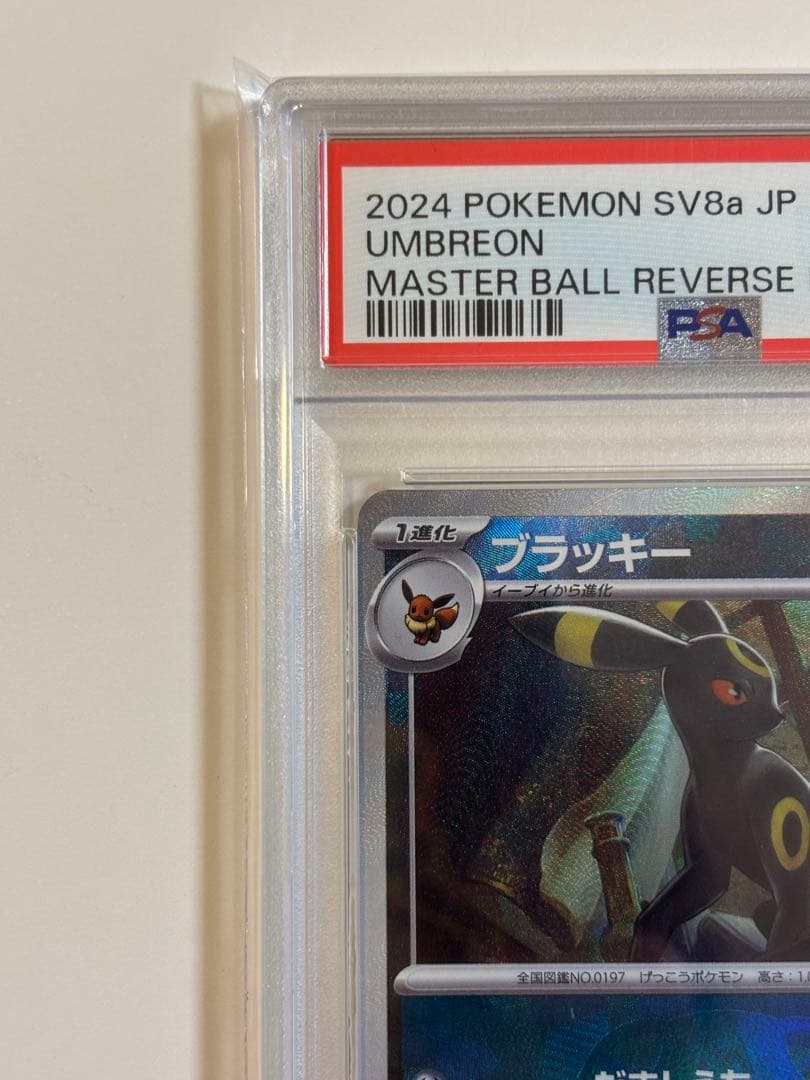 2024 POKEMON SV8a JP
UMBREON
MASTER BALL REVERSE
PSA
1進化
ブラッキー
イーブイから進化
全国図鑑NO.0197 げっこうポケモン 高さ:1.0